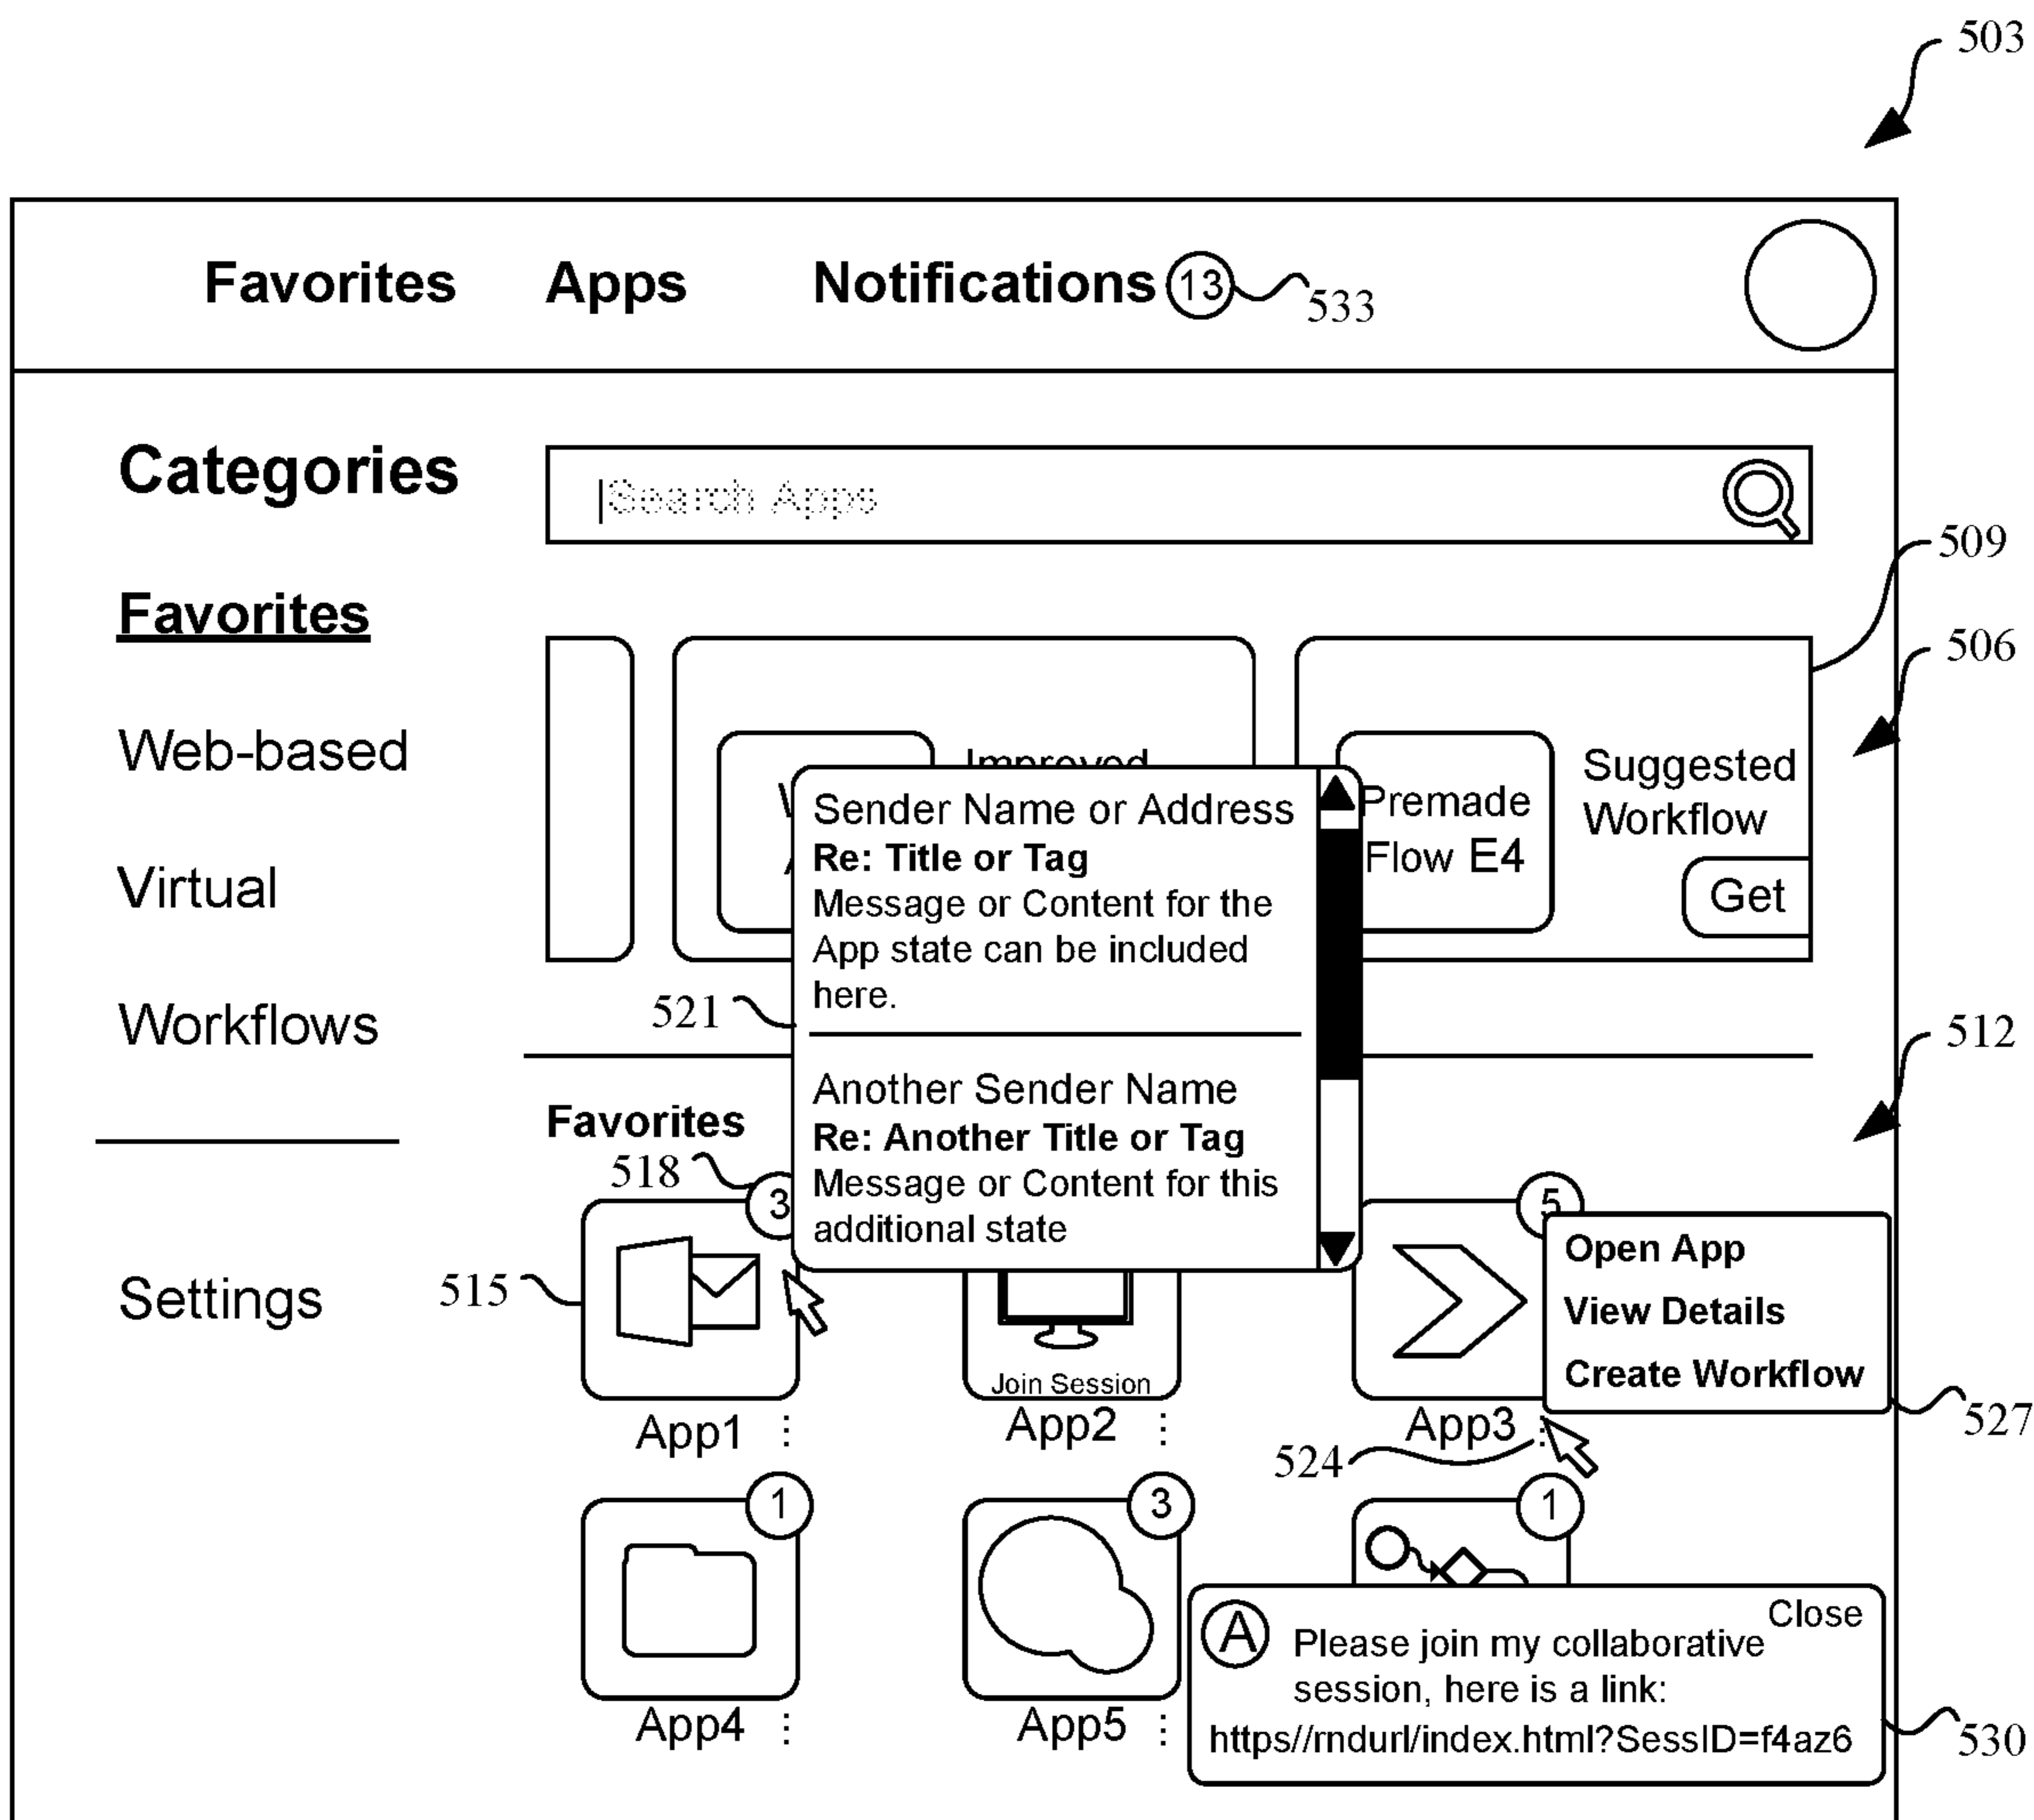 503
Favorites Apps Notifications 13
533
Categories
Search Apps
509
Favorites
506
Web-based
Improved
Suggested
Workflow
Premade
Flow E4
Get
Virtual
Sender Name or Address
Re: Title or Tag
Message or Content for the
App state can be included
here.
521
Workflows
512
Another Sender Name
Re: Another Title or Tag
Message or Content for this
additional state
Favorites
518
3
5
Open App
View Details
Create Workflow
527
515
Settings
Join Session
App1
App2
App3
524
1
3
1
Close
A
Please join my collaborative
session, here is a link:
https//rndurl/index.html?SessID=f4az6
530
App4
App5